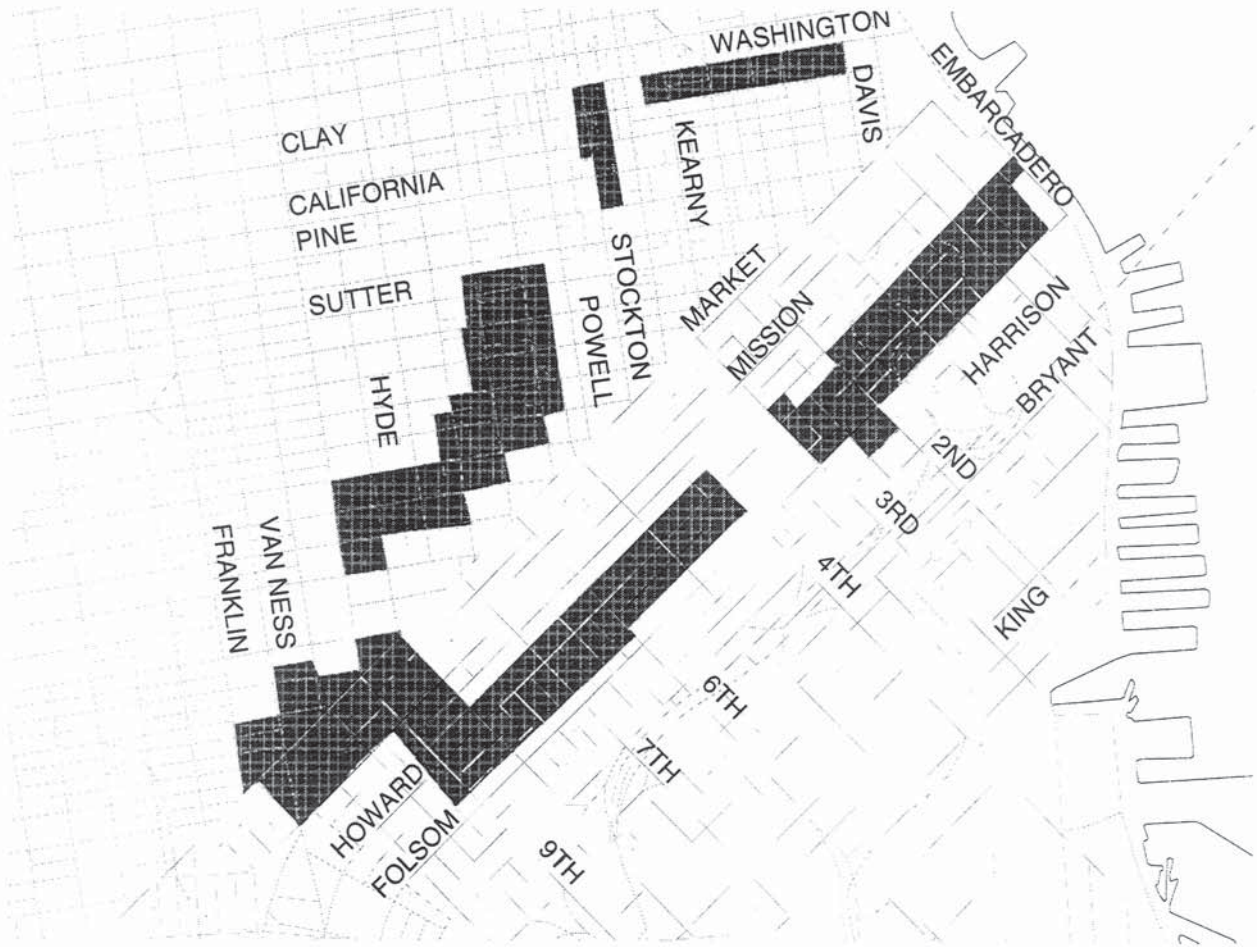 WASHINGTON
EMBARCADERO
DAVIS
CLAY
KEARNY
CALIFORNIA
PINE
SUTTER
STOCKTON
POWELL
MARKET
MISSION
HARRISON
BRYANT
HYDE
2ND
3RD
4TH
KING
VAN NESS
FRANKLIN
6TH
7TH
HOWARD
FOLSOM
9TH